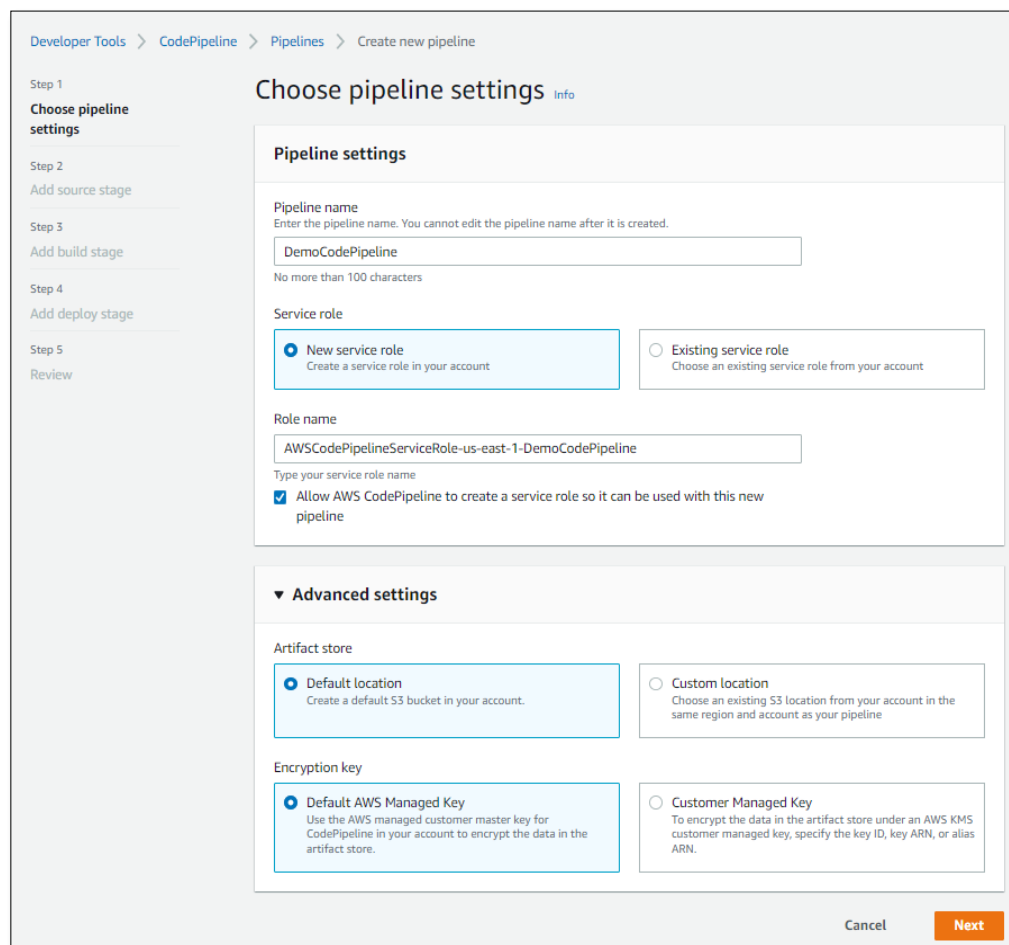 Developer Tools > CodePipeline > Pipelines > Create new pipeline
Step 1
Choose pipeline
settings
Step 2
Add source stage
Step 3
Add build stage
Step 4
Add deploy stage
Step 5
Review
Choose pipeline settings Info
Pipeline settings
Pipeline name
Enter the pipeline name. You cannot edit the pipeline name after it is created.
DemoCodePipeline
No more than 100 characters
Service role
New service role
Create a service role in your account
Existing service role
Choose an existing service role from your account
Role name
AWSCodePipelineServiceRole-us-east-1-DemoCodePipeline
Type your service role name
Allow AWS CodePipeline to create a service role so it can be used with this new
pipeline
Advanced settings
Artifact store
Default location
Create a default S3 bucket in your account.
Custom location
Choose an existing S3 location from your account in the
same region and account as your pipeline
Encryption key
Default AWS Managed Key
Use the AWS managed customer master key for
CodePipeline in your account to encrypt the data in the
artifact store.
Customer Managed Key
To encrypt the data in the artifact store under an AWS KMS
customer managed key, specify the key ID, key ARN, or alias
ARN.
Cancel
Next